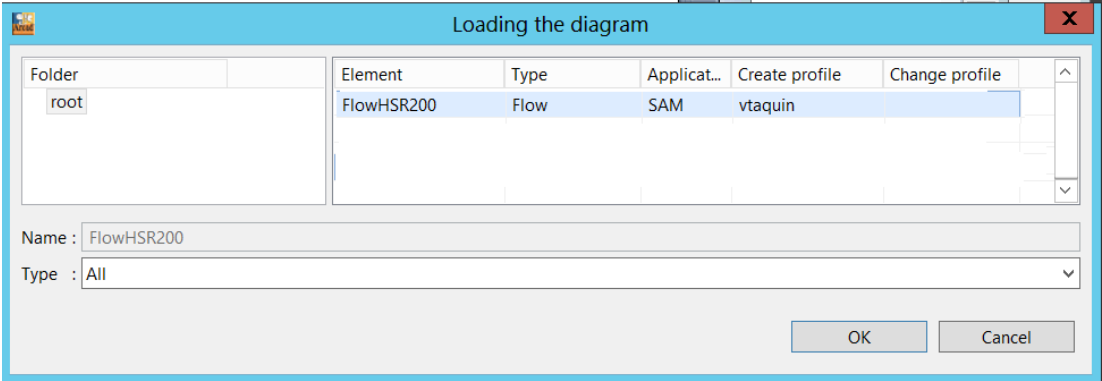 Arcad
Loading the diagram
X
Folder
root
Element Type Applicat... Create profile Change profile
FlowHSR200 Flow SAM vtaquin
Name : FlowHSR200
Type : All
OK Cancel